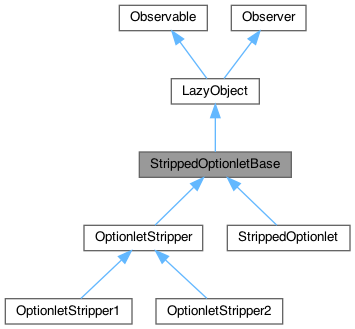 Observable
Observer
LazyObject
StrippedOptionletBase
OptionletStripper
StrippedOptionlet
OptionletStripper1
OptionletStripper2